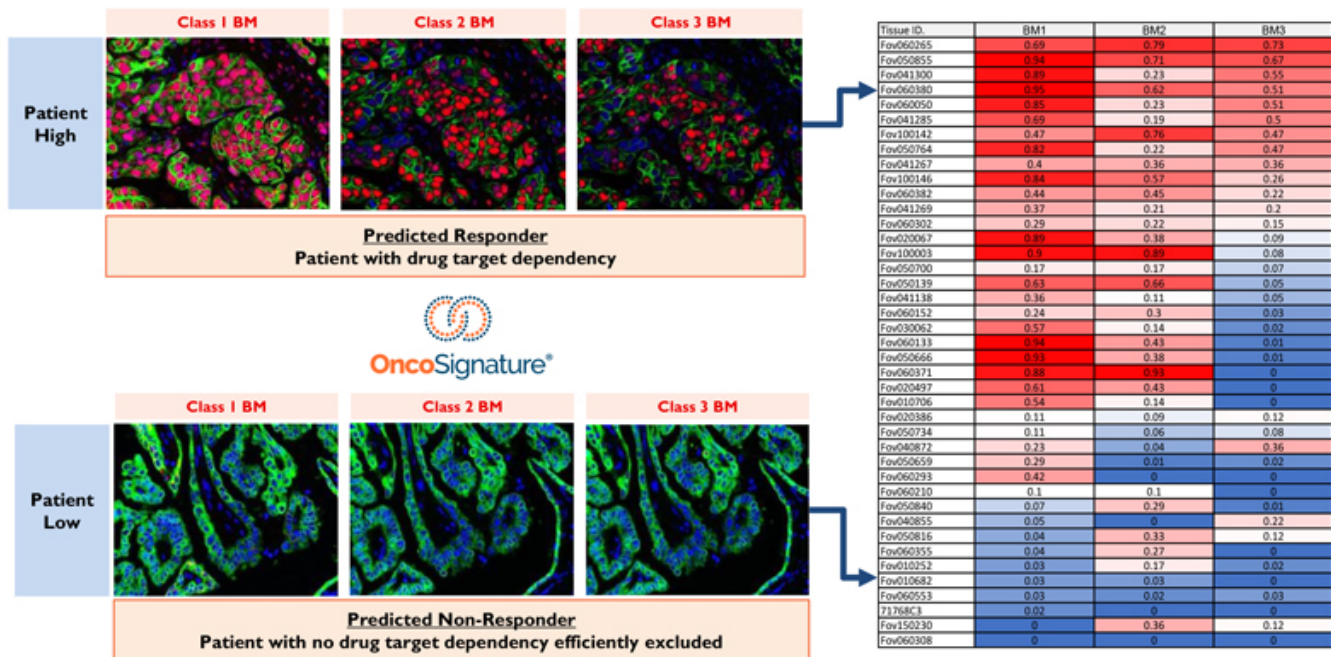 Class 1 BM
Class 2 BM
Class 3 BM
Patient
High
Predicted Responder
Patient with drug target dependency
OncoSignature®
Class 1 BM
Class 2 BM
Class 3 BM
Patient
Low
Predicted Non-Responder
Patient with no drug target dependency efficiently excluded
Tissue ID. BM1 BM2 BM3
Fov060265 0.69 0.79 0.73
Fov050855 0.94 0.71 0.67
Fov041300 0.89 0.23 0.55
Fov060380 0.95 0.62 0.51
Fov060050 0.85 0.23 0.51
Fov041285 0.69 0.19 0.5
Fov100142 0.47 0.76 0.47
Fov050764 0.82 0.22 0.47
Fov041267 0.4 0.36 0.36
Fov100146 0.84 0.57 0.26
Fov060382 0.44 0.45 0.22
Fov041269 0.37 0.21 0.2
Fov060302 0.29 0.22 0.15
Fov020067 0.89 0.38 0.09
Fov100003 0.9 0.89 0.08
Fov050700 0.17 0.17 0.07
Fov050139 0.63 0.66 0.05
Fov041138 0.36 0.11 0.05
Fov060152 0.24 0.3 0.03
Fov030062 0.57 0.14 0.02
Fov060133 0.94 0.43 0.01
Fov050666 0.93 0.38 0.01
Fov060371 0.88 0.93 0
Fov020497 0.61 0.43 0
Fov010706 0.54 0.14 0
Fov020386 0.11 0.09 0.12
Fov050734 0.11 0.06 0.08
Fov040872 0.23 0.04 0.36
Fov050659 0.29 0.01 0.02
Fov060293 0.42 0 0
Fov060210 0.1 0.1 0
Fov050840 0.07 0.29 0.01
Fov040855 0.05 0 0.22
Fov050816 0.04 0.33 0.12
Fov060355 0.04 0.27 0
Fov010252 0.03 0.17 0.02
Fov010682 0.03 0.03 0
Fov060553 0.03 0.02 0.03
71768C3 0.02 0 0
Fov150230 0 0.36 0.12
Fov060308 0 0 0